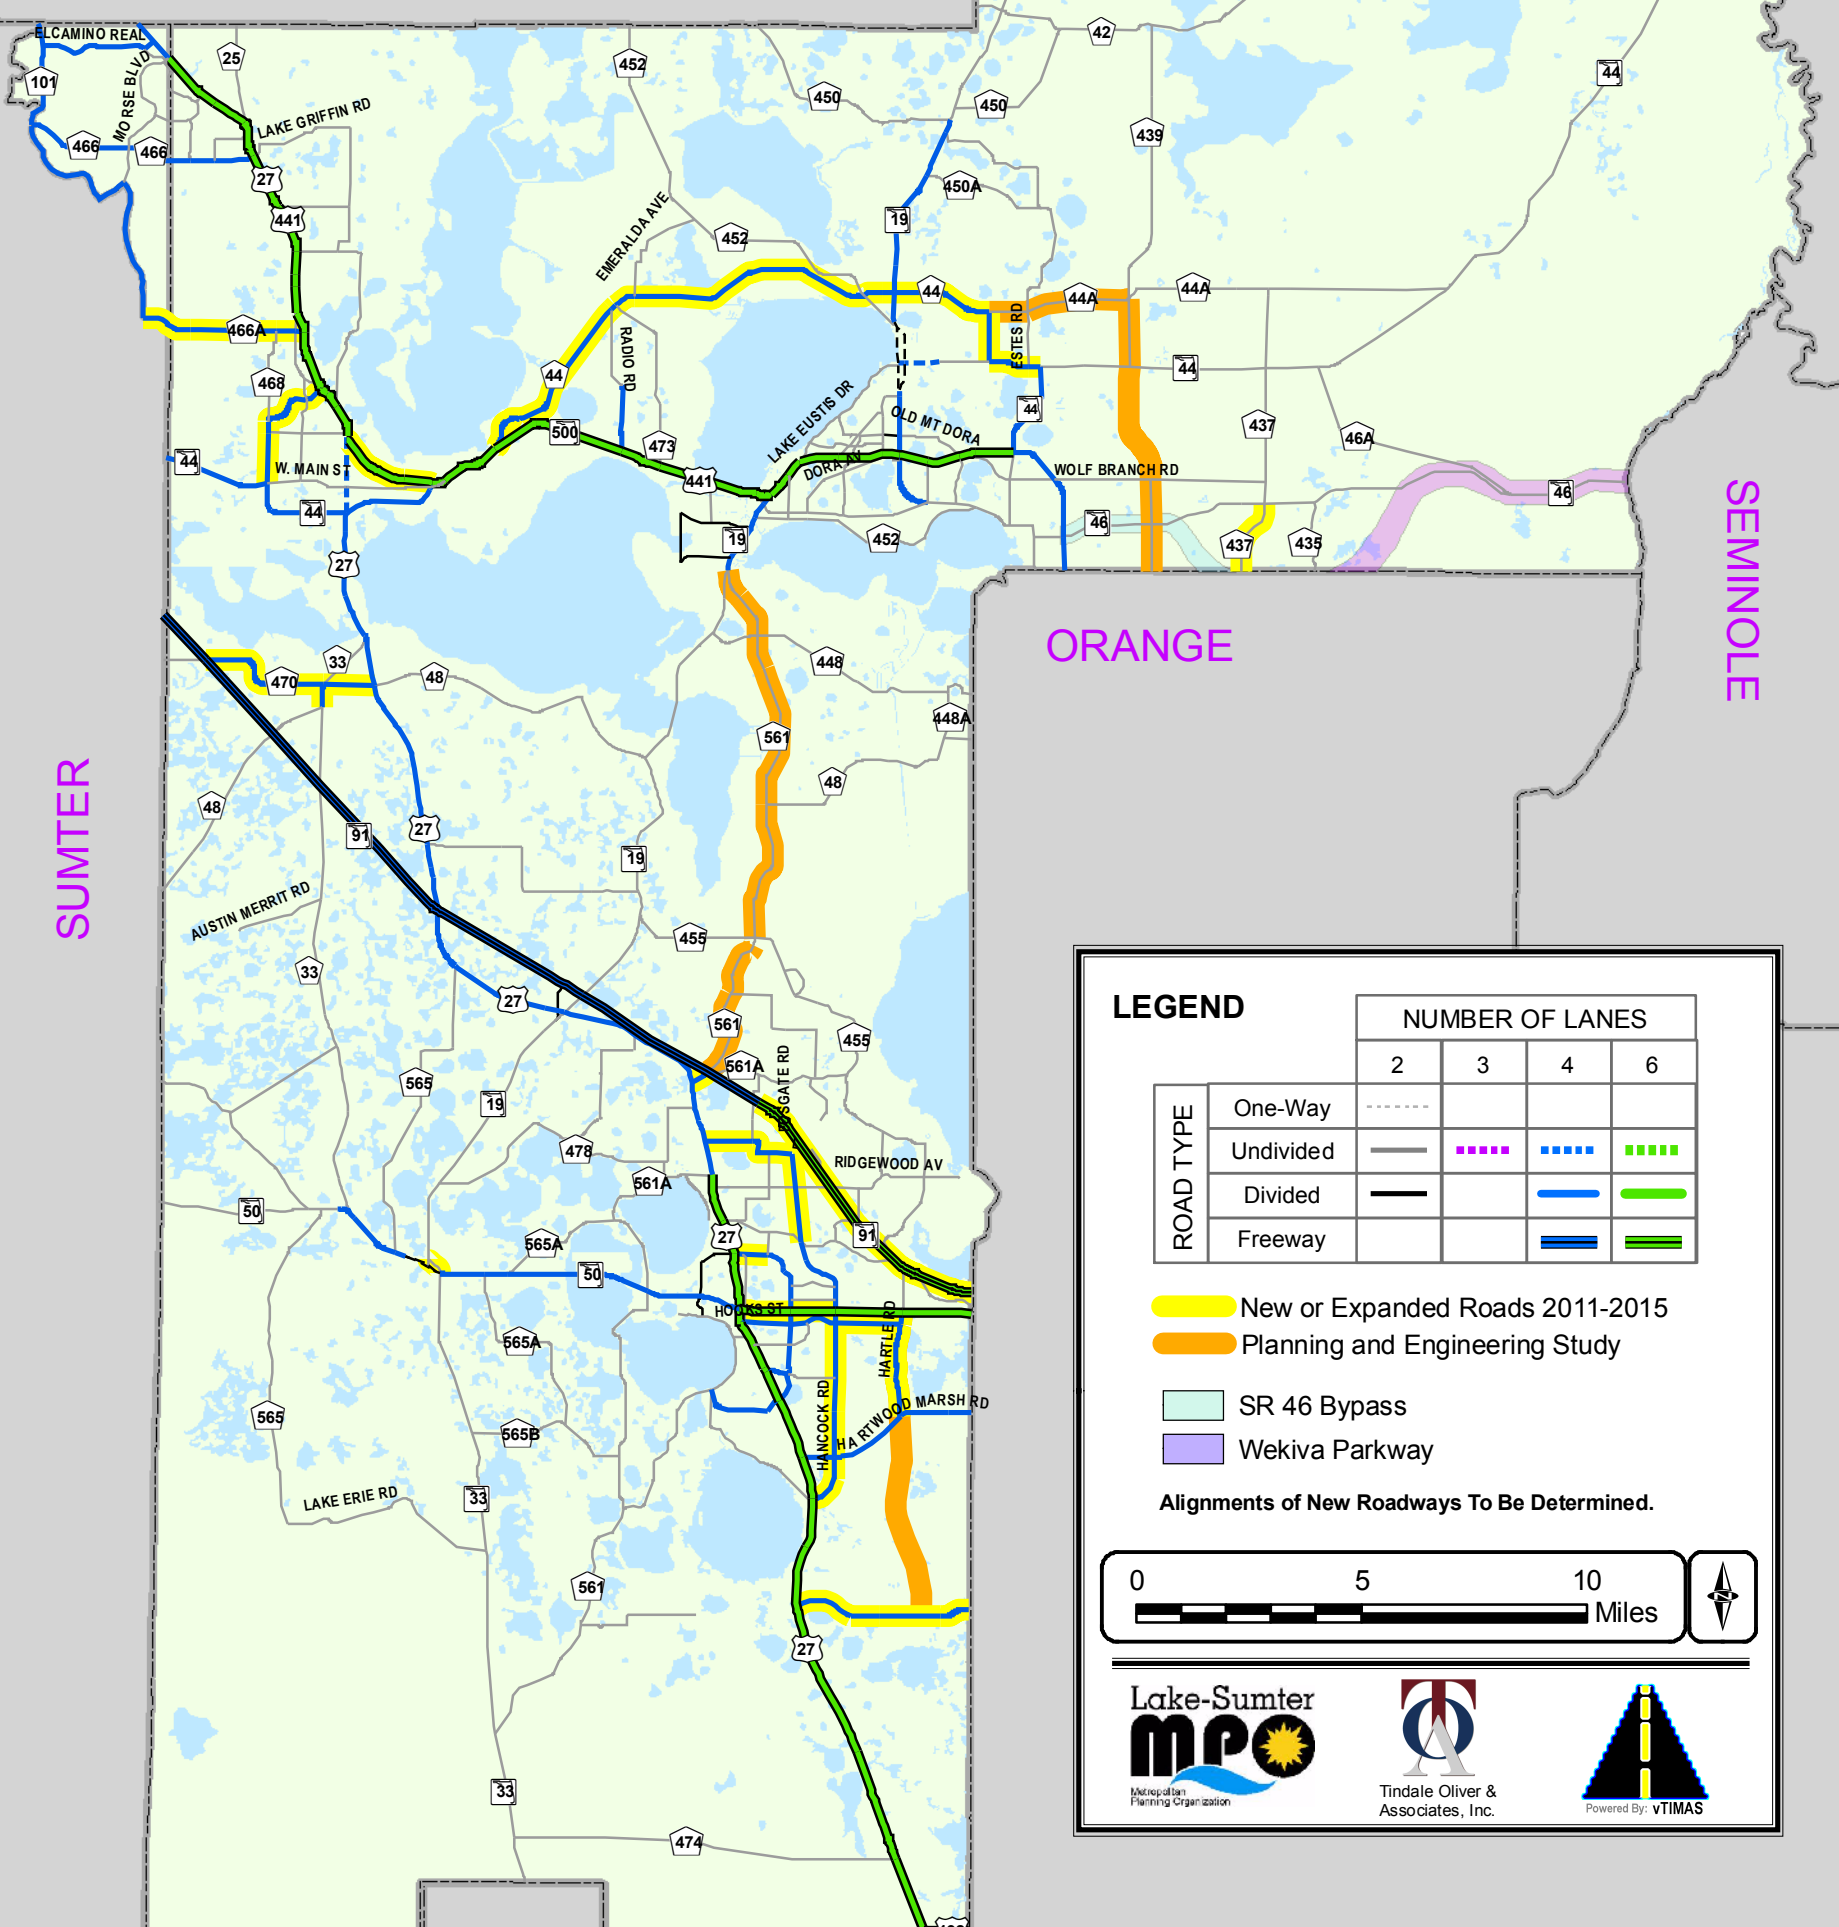 ELCAMINO REAL
25
452
42
44
101
MORSE BLVD
450
450
LAKE GRIFFIN RD
439
466
466
27
450A
441
19
EMERALDA AVE
452
44
44A
44A
466A
ESTES RD
RADIO RD
44
468
44
44
LAKE EUSTIS DR
OLD MT DORA
437
46A
500
473
44
W. MAIN ST
DORA AV
WOLF BRANCH RD
441
46
44
46
19
452
437
435
27
SEMINOLE
ORANGE
33
470
48
448
448A
561
SUMTER
48
48
91
27
19
AUSTIN MERRIT RD
455
33
27
561
455
561A
565
19
478
RIDGEWOOD AV
561A
50
565A
27
91
50
HOOKS ST
HARTLE RD
565A
HANCOCK RD
HARTWOOD MARSH RD
565
565B
LAKE ERIE RD
33
561
27
33
474
LEGEND
NUMBER OF LANES
2 3 4 6
ROAD TYPE
One-Way
Undivided
Divided
Freeway
New or Expanded Roads 2011-2015
Planning and Engineering Study
SR 46 Bypass
Wekiva Parkway
Alignments of New Roadways To Be Determined.
0 5 10
Miles
N
Lake-Sumter
MPO
Metropolitan
Planning Organization
TOA
Tindale Oliver &
Associates, Inc.
Powered By: vTIMAS